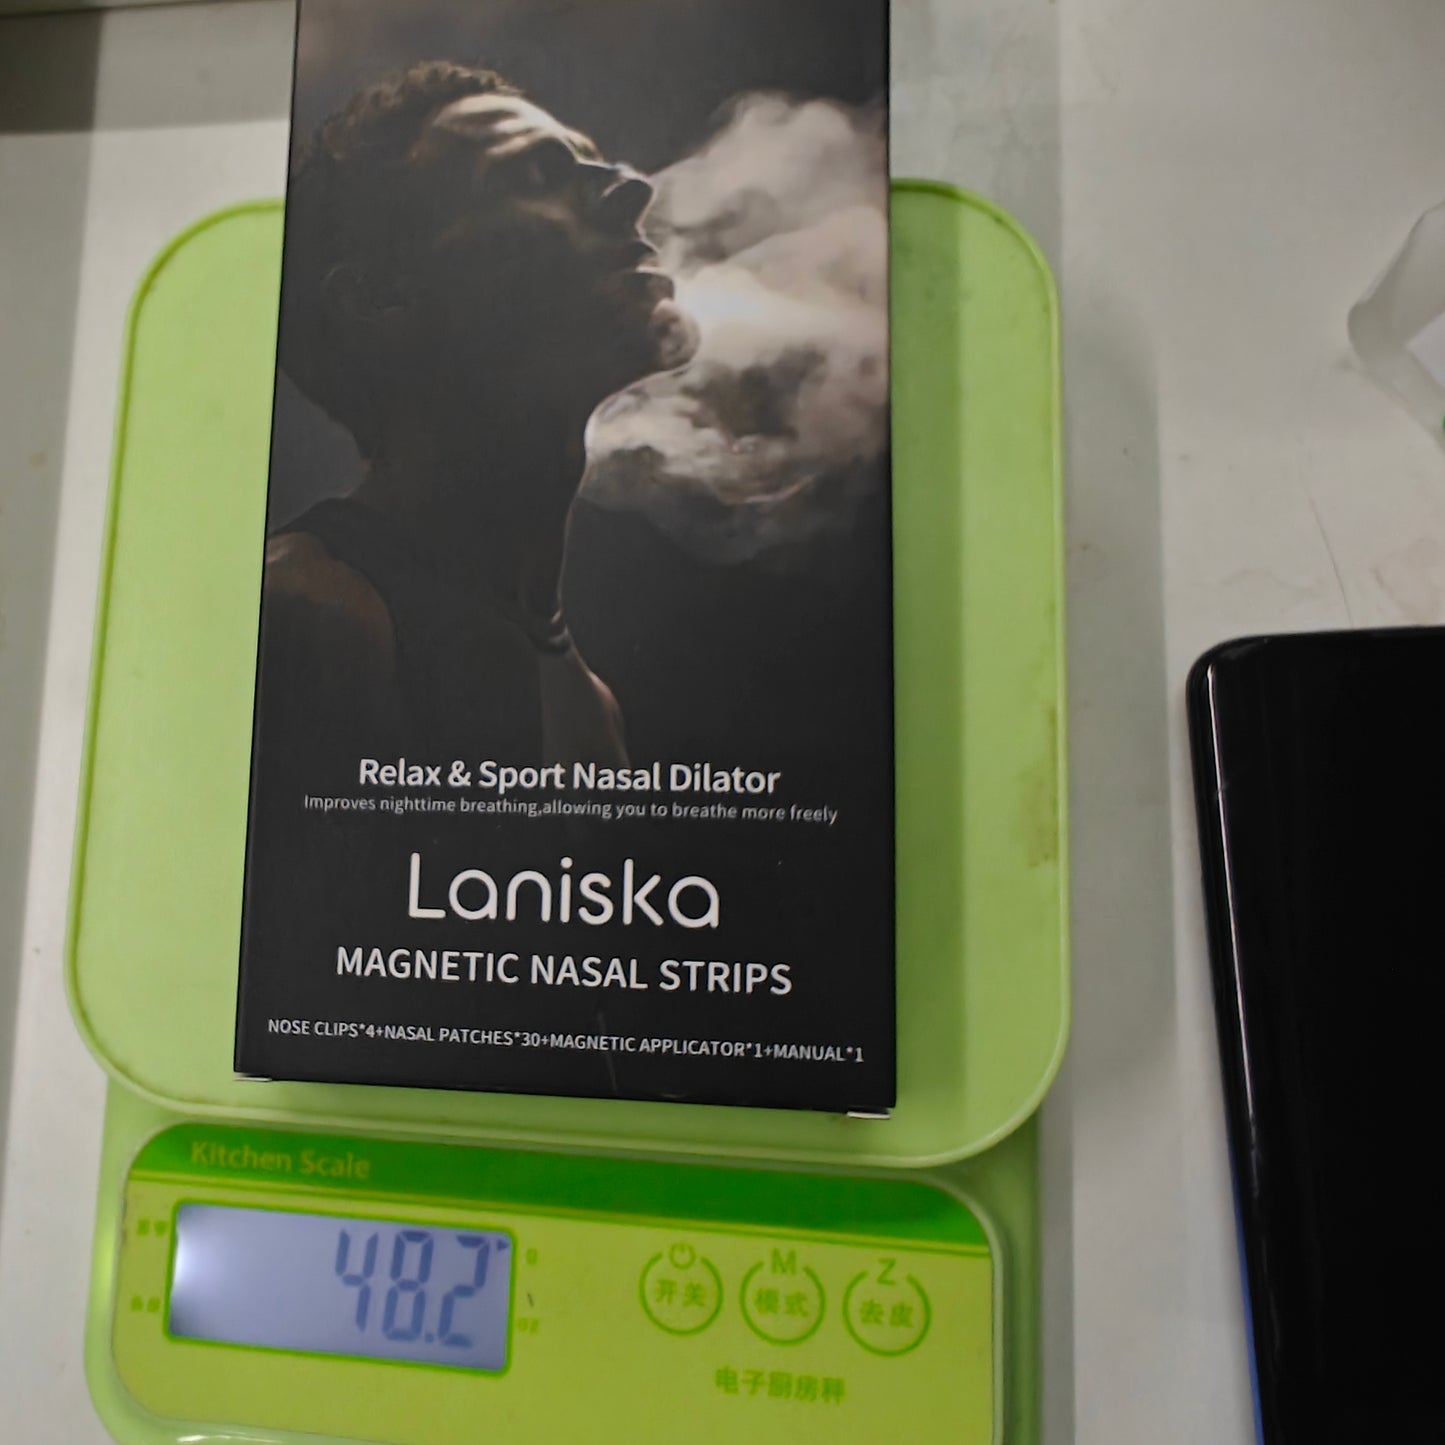 Relax & Sport Nasal Dilator
Improves nighttime breathing,allowing you to breathe more freely
Laniska
MAGNETIC NASAL STRIPS
NOSE CLIPS*4+NASAL PATCHES*30+MAGNETIC APPLICATOR*1+MANUAL*1
Kitchen Scale
48.2
g
M
Z
开关
模式
去皮
电子厨房秤